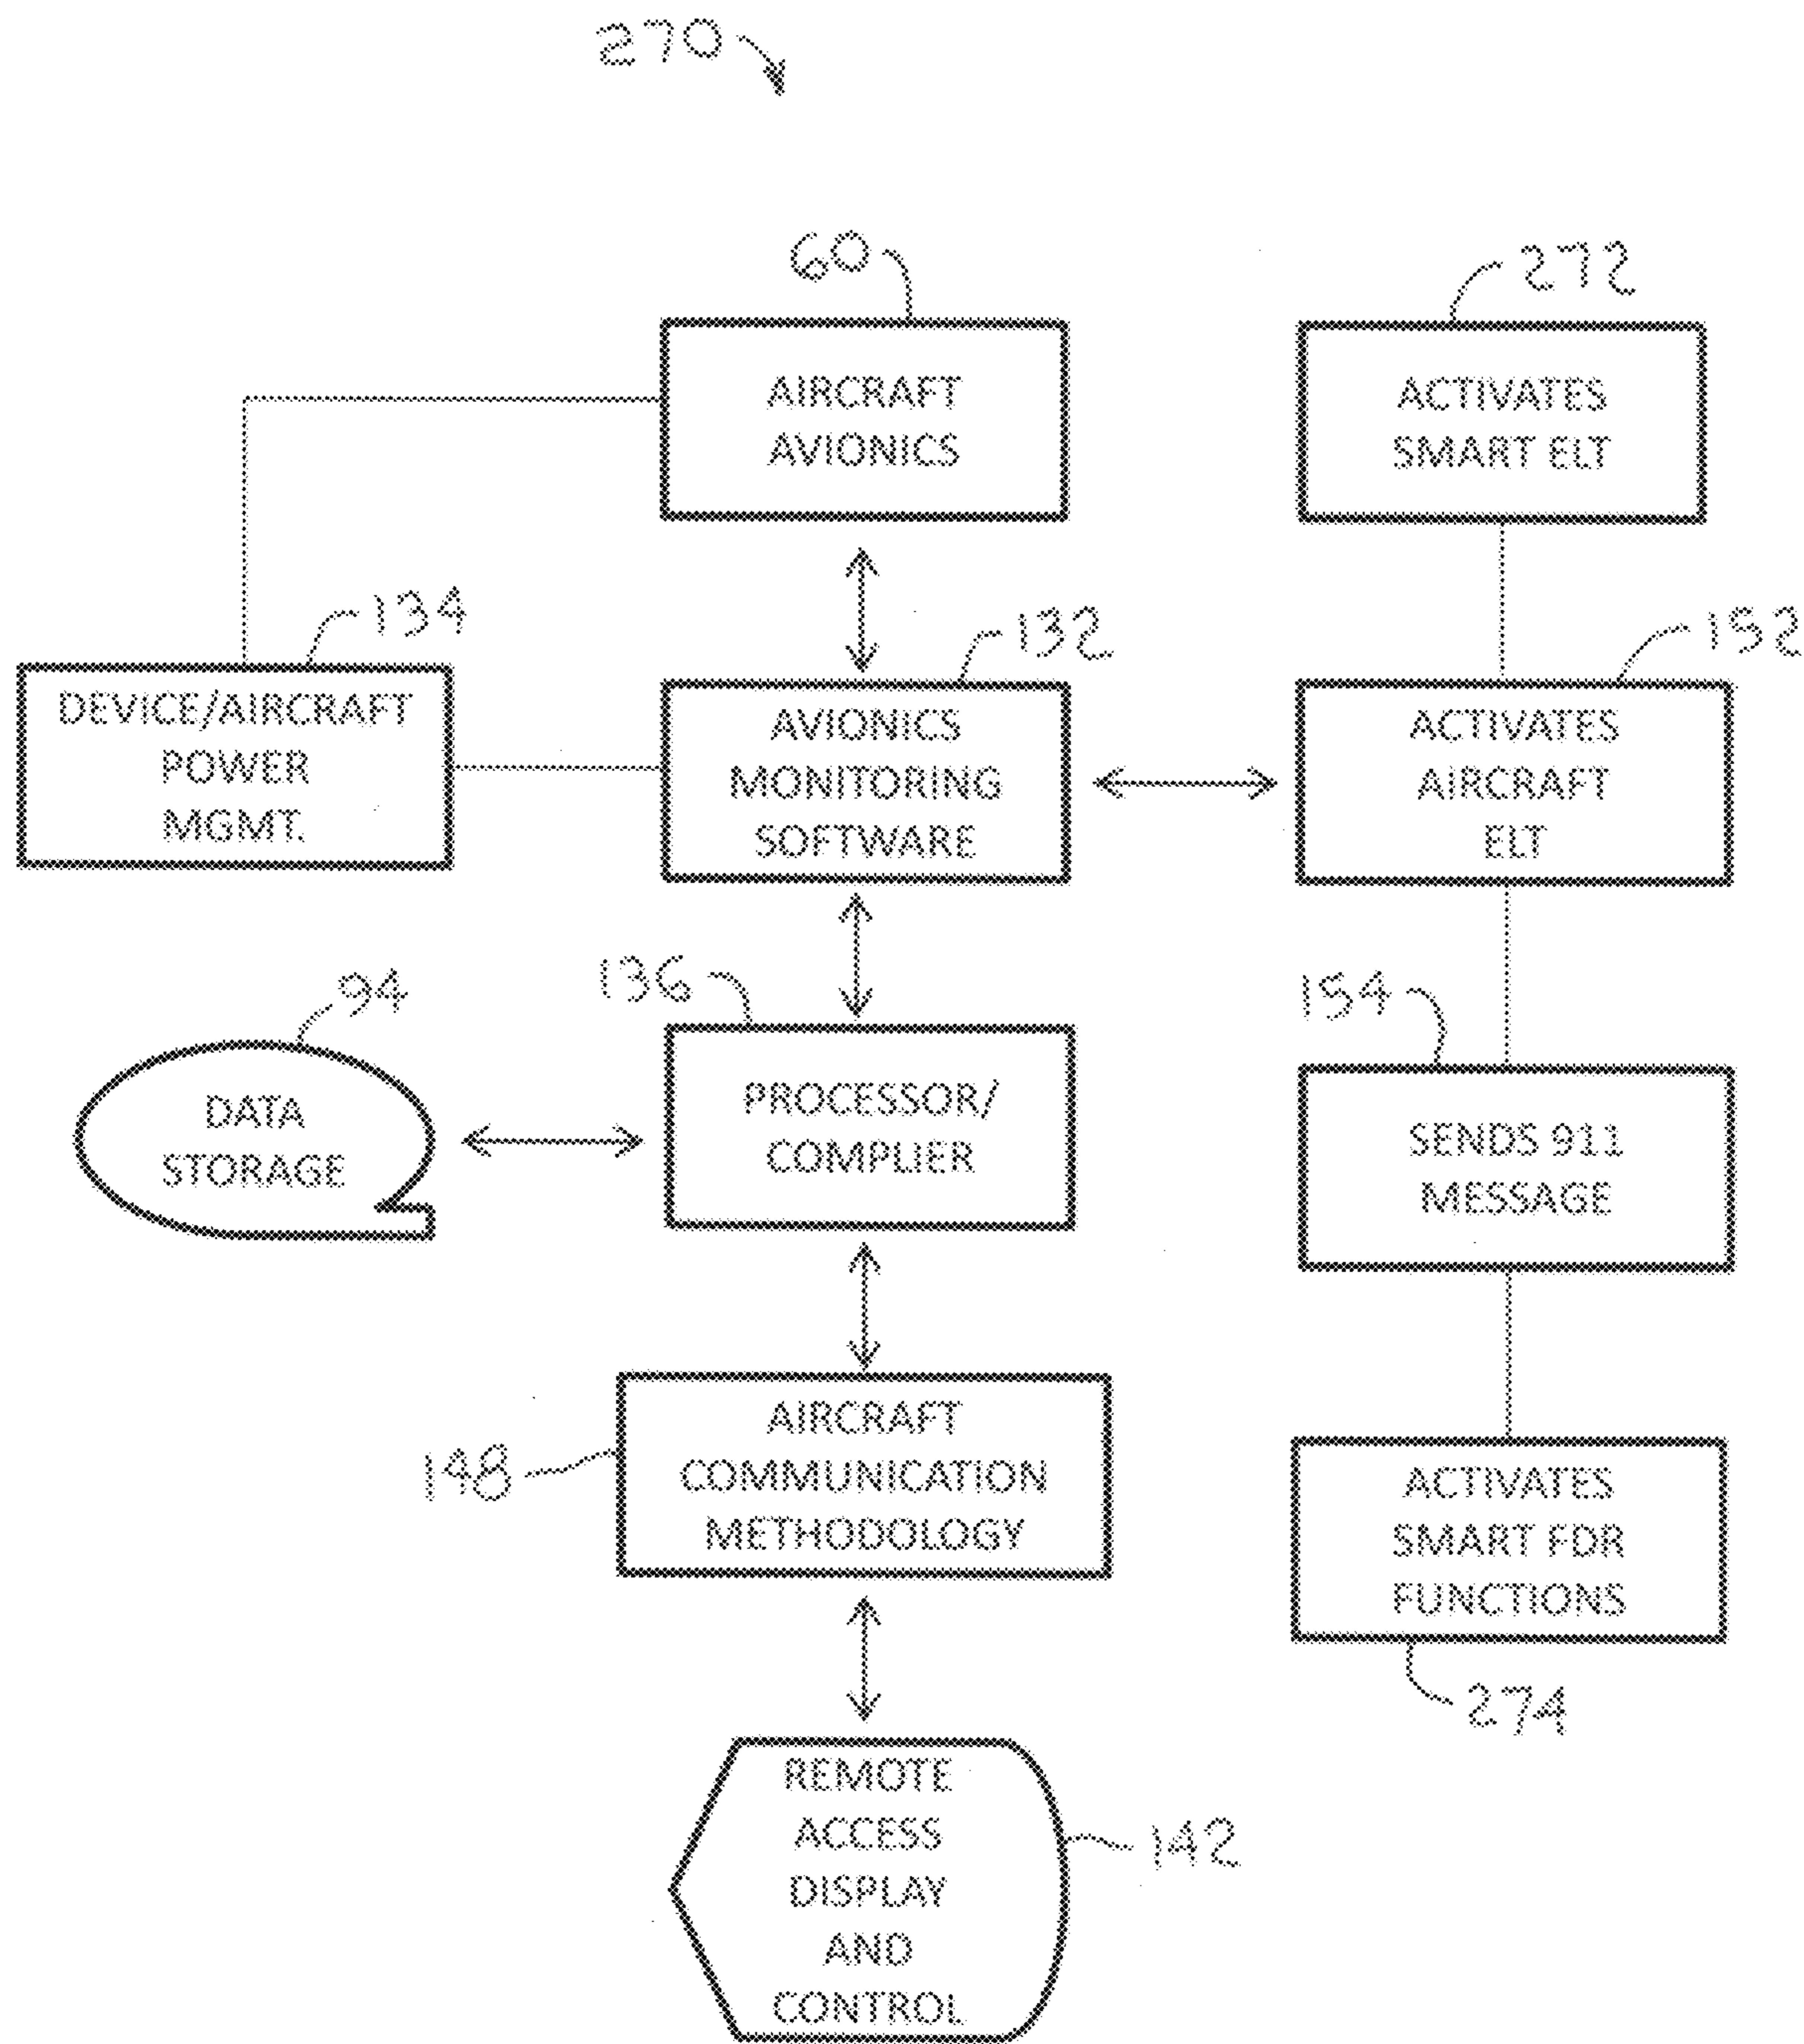 270
60
AIRCRAFT
AVIONICS
272
ACTIVATES
SMART ELT
134
DEVICE/AIRCRAFT
POWER
MGMT.
132
AVIONICS
MONITORING
SOFTWARE
152
ACTIVATES
AIRCRAFT
ELT
94
DATA
STORAGE
136
PROCESSOR/
COMPLIER
154
SENDS 911
MESSAGE
148
AIRCRAFT
COMMUNICATION
METHODOLOGY
ACTIVATES
SMART FDR
FUNCTIONS
274
REMOTE
ACCESS
DISPLAY
AND
CONTROL
142